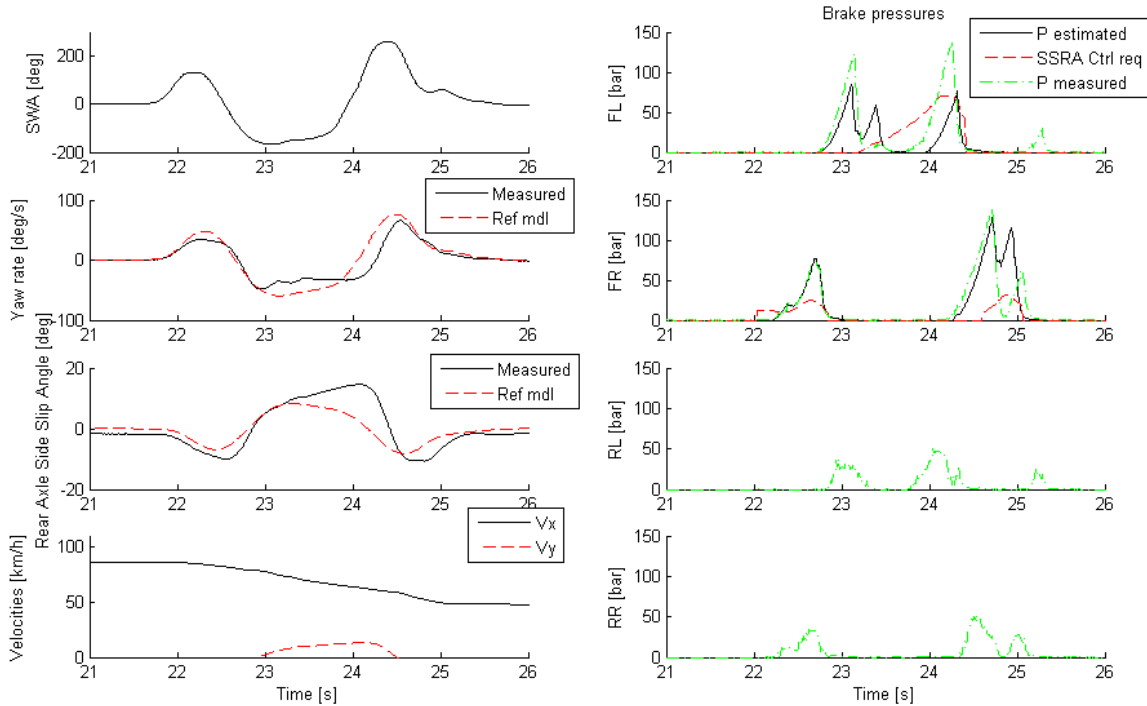 SWA [deg]
200
0
-200
21 22 23 24 25 26
Yaw rate [deg/s]
100
0
-100
21 22 23 24 25 26
Measured
Ref mdl
Rear Axle Side Slip Angle [deg]
20
0
-20
21 22 23 24 25 26
Measured
Ref mdl
Velocities [km/h]
100
50
0
21 22 23 24 25 26
Vx
Vy
Time [s]
Brake pressures
FL [bar]
150
100
50
0
21 22 23 24 25 26
P estimated
SSRA Ctrl req
P measured
FR [bar]
150
100
50
0
21 22 23 24 25 26
RL [bar]
150
100
50
0
21 22 23 24 25 26
RR [bar]
150
100
50
0
21 22 23 24 25 26
Time [s]